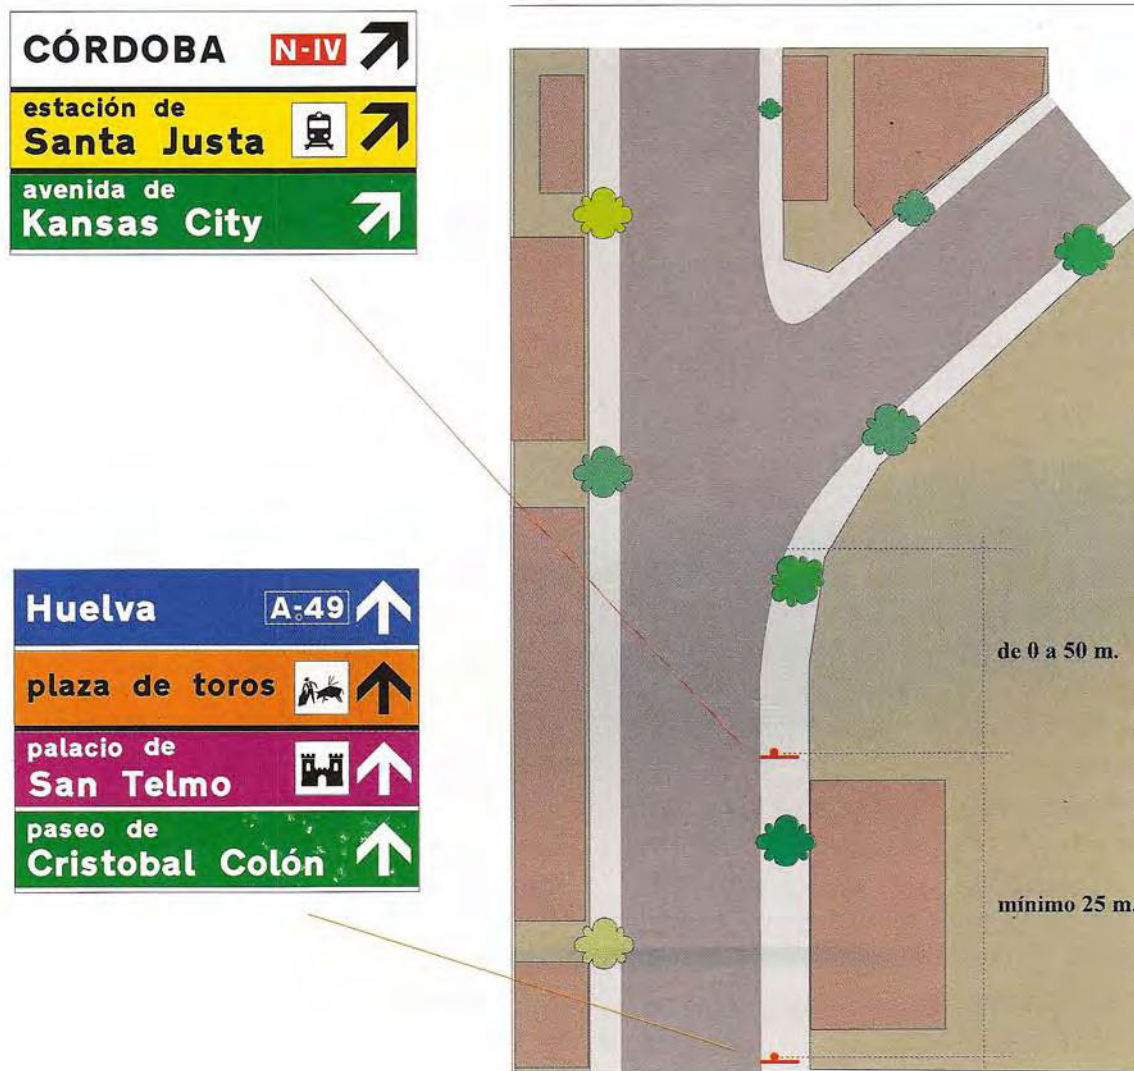 CÓRDOBA N-IV
estación de
Santa Justa
avenida de
Kansas City
Huelva A-49
plaza de toros
palacio de
San Telmo
paseo de
Cristobal Colón
de 0 a 50 m.
mínimo 25 m.